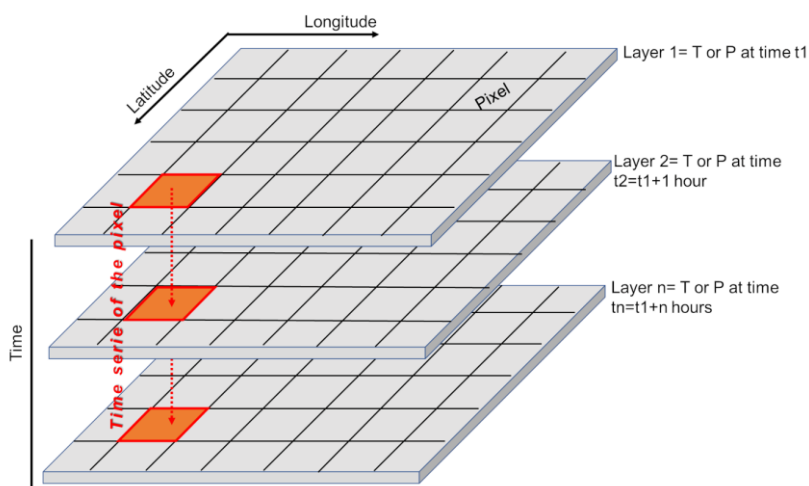 Longitude
Latitude
Layer 1= T or P at time t1
Pixel
Layer 2= T or P at time
t2=t1+1 hour
Time serie of the pixel
Layer n= T or P at time
tn=t1+n hours
Time